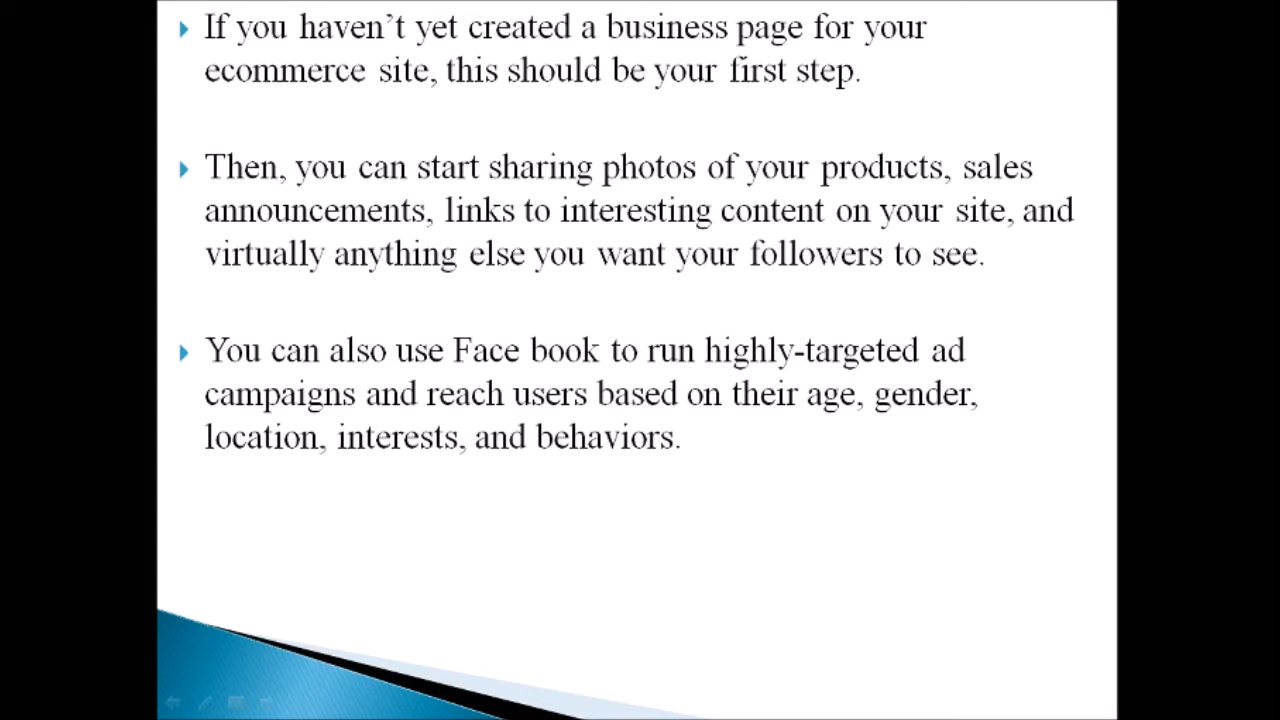 If you haven’t yet created a business page for your
ecommerce site, this should be your first step.
Then, you can start sharing photos of your products, sales
announcements, links to interesting content on your site, and
virtually anything else you want your followers to see.
You can also use Face book to run highly-targeted ad
campaigns and reach users based on their age, gender,
location, interests, and behaviors.